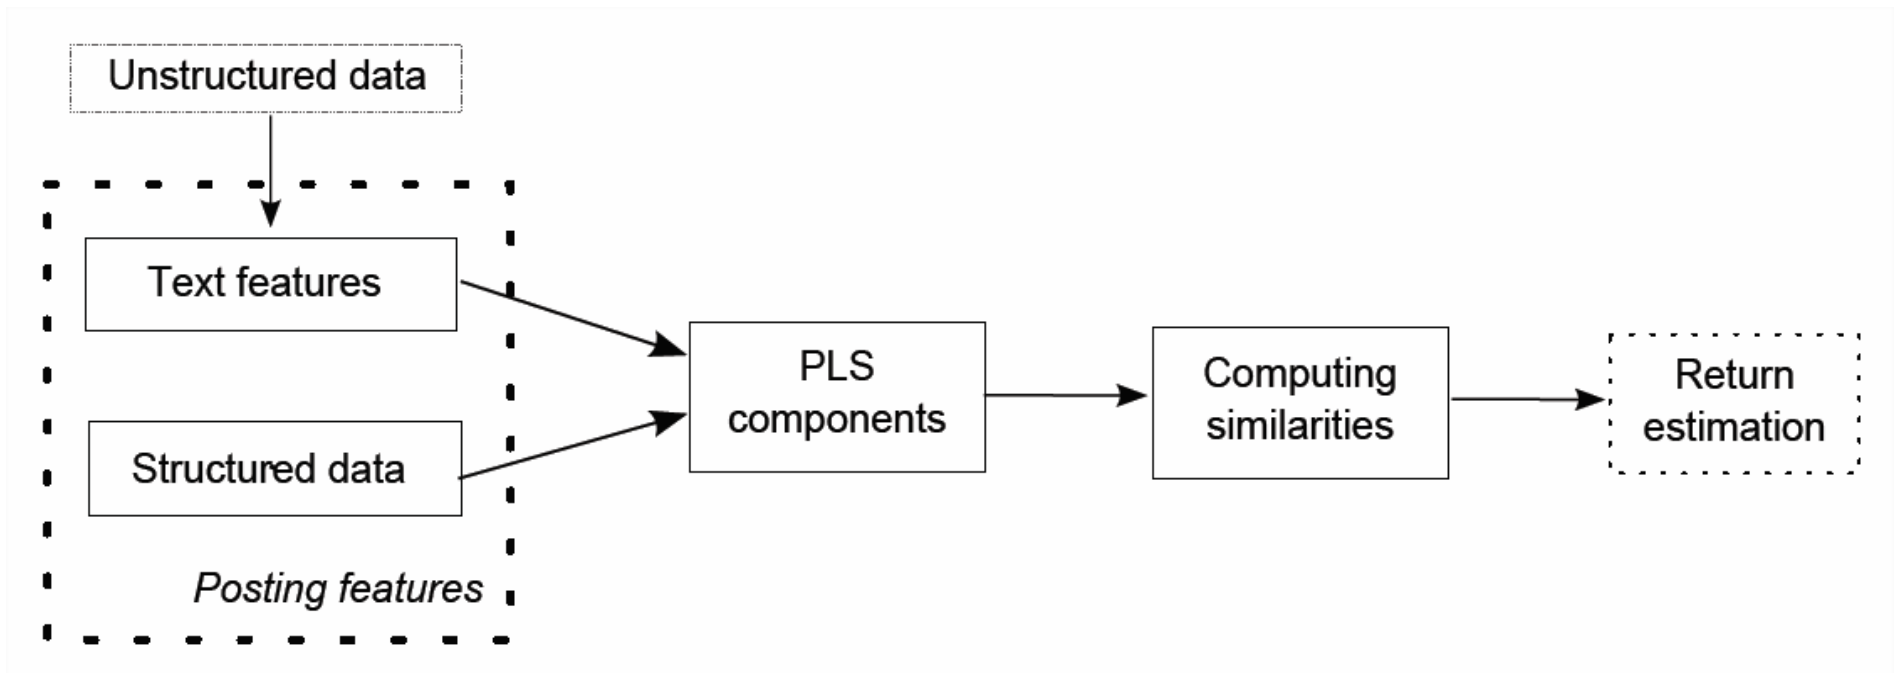 Unstructured data
Text features
Structured data
Posting features
PLS
components
Computing
similarities
Return
estimation